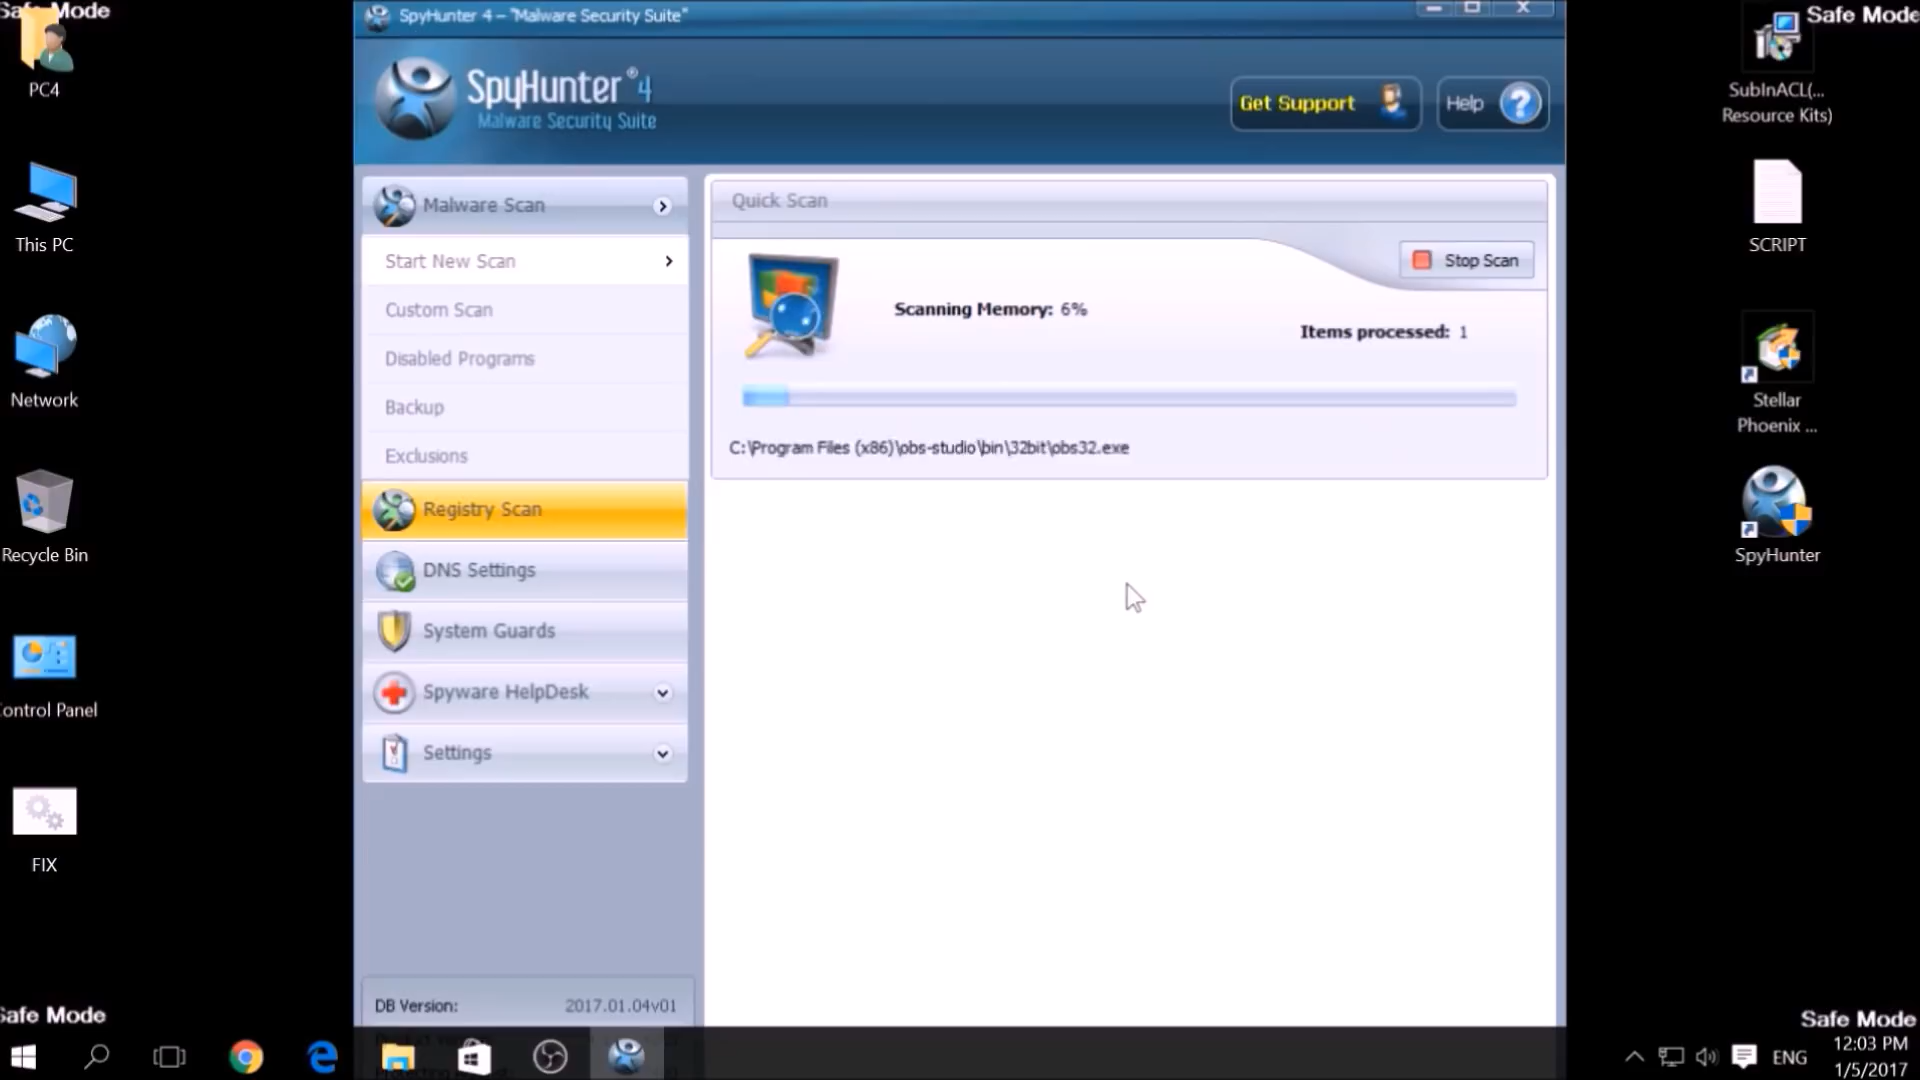 Safe Mode
Safe Mode
PC4
This PC
Network
Recycle Bin
Control Panel
FIX
SpyHunter 4 – "Malware Security Suite"
SpyHunter® 4
Malware Security Suite
Get Support
Help
Malware Scan
Start New Scan
Custom Scan
Disabled Programs
Backup
Exclusions
Registry Scan
DNS Settings
System Guards
Spyware HelpDesk
Settings
DB Version: 2017.01.04v01
Quick Scan
Stop Scan
Scanning Memory: 6%
Items processed: 1
C:\Program Files (x86)\obs-studio\bin\32bit\obs32.exe
SubInACL(...
Resource Kits)
SCRIPT
Stellar
Phoenix ...
SpyHunter
Safe Mode
Safe Mode
ENG
12:03 PM
1/5/2017